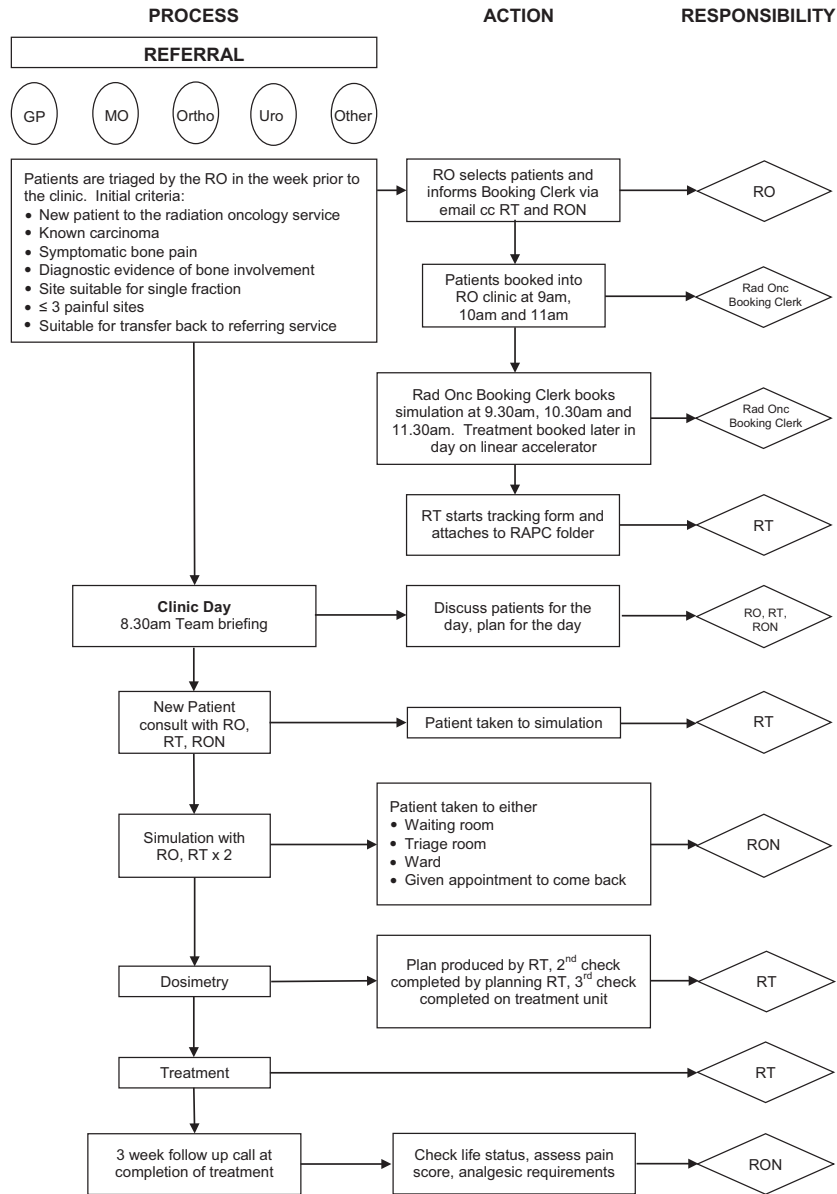 PROCESS ACTION RESPONSIBILITY
REFERRAL
GP MO Ortho Uro Other
Patients are triaged by the RO in the week prior to
the clinic. Initial criteria:
• New patient to the radiation oncology service
• Known carcinoma
• Symptomatic bone pain
• Diagnostic evidence of bone involvement
• Site suitable for single fraction
• ≤ 3 painful sites
• Suitable for transfer back to referring service
RO selects patients and
informs Booking Clerk via
email cc RT and RON
RO
Patients booked into
RO clinic at 9am,
10am and 11am
Rad Onc
Booking Clerk
Rad Onc Booking Clerk books
simulation at 9.30am, 10.30am and
11.30am. Treatment booked later in
day on linear accelerator
Rad Onc
Booking Clerk
RT starts tracking form and
attaches to RAPC folder
RT
Clinic Day
8.30am Team briefing
Discuss patients for the
day, plan for the day
RO, RT,
RON
New Patient
consult with RO,
RT, RON
Patient taken to simulation
RT
Simulation with
RO, RT x 2
Patient taken to either
• Waiting room
• Triage room
• Ward
• Given appointment to come back
RON
Dosimetry
Plan produced by RT, 2nd check
completed by planning RT, 3rd check
completed on treatment unit
RT
Treatment
RT
3 week follow up call at
completion of treatment
Check life status, assess pain
score, analgesic requirements
RON